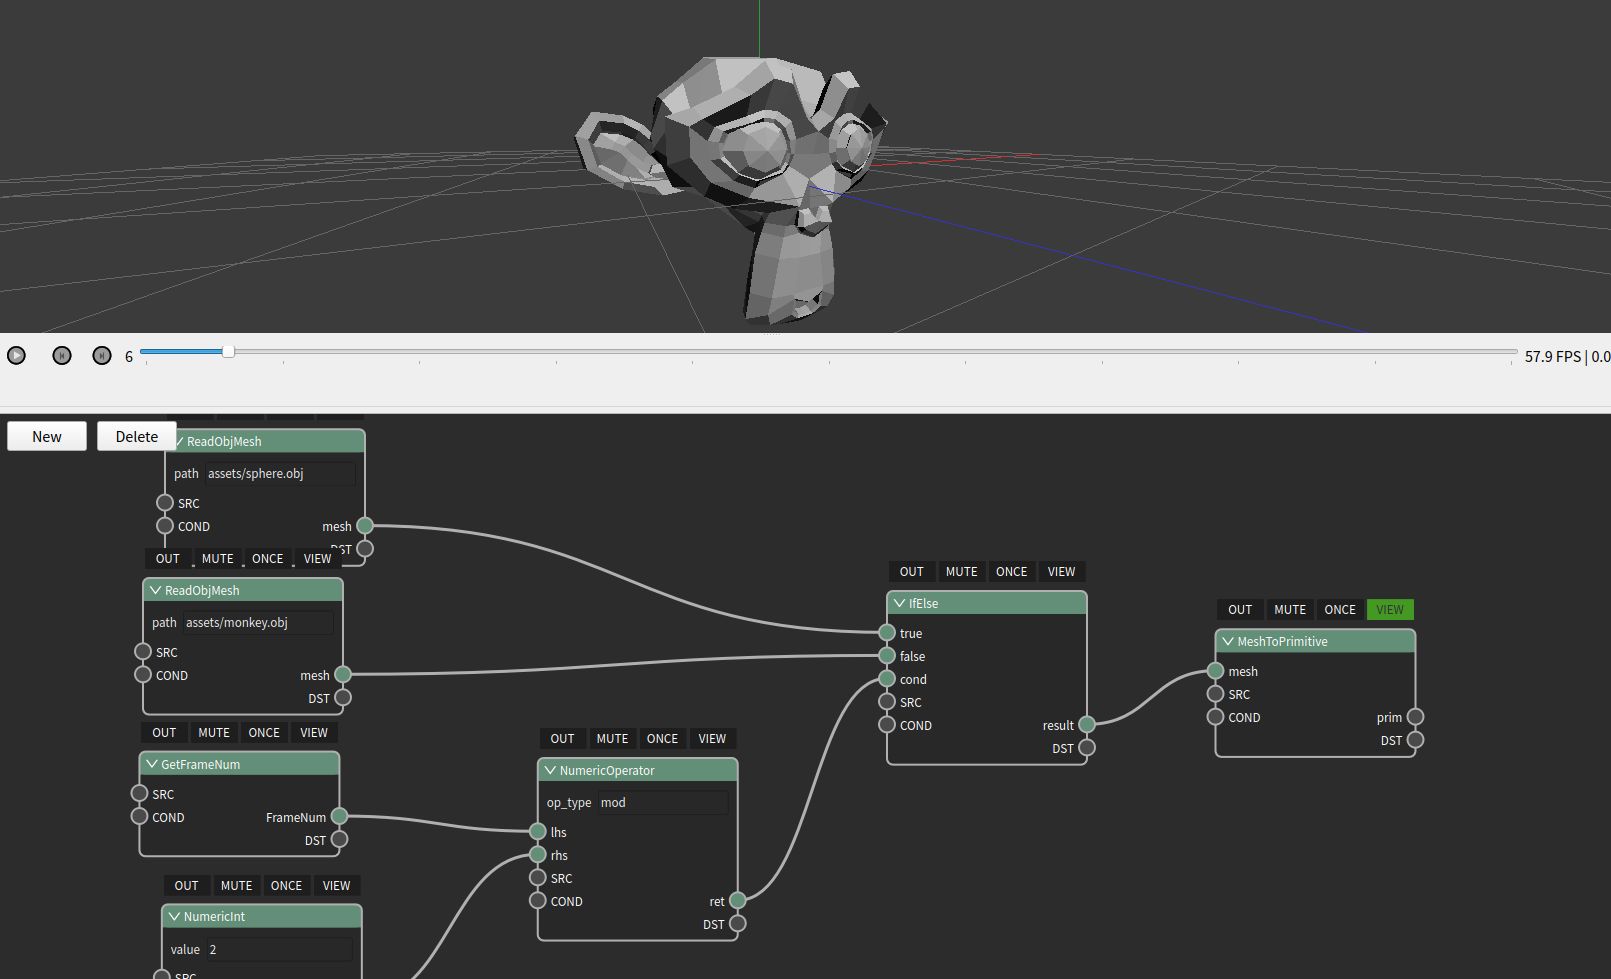 6
57.9 FPS | 0.0
New
Delete
ReadObjMesh
path assets/sphere.obj
SRC
COND mesh
DST
OUT MUTE ONCE VIEW
ReadObjMesh
path assets/monkey.obj
SRC
COND mesh
DST
OUT MUTE ONCE VIEW
GetFrameNum
SRC
COND FrameNum
DST
OUT MUTE ONCE VIEW
NumericInt
value 2
SRC
OUT MUTE ONCE VIEW
NumericOperator
op_type mod
lhs
rhs
SRC
COND ret
DST
OUT MUTE ONCE VIEW
IfElse
true
false
cond
SRC
COND result
DST
OUT MUTE ONCE VIEW
MeshToPrimitive
mesh
SRC
COND prim
DST